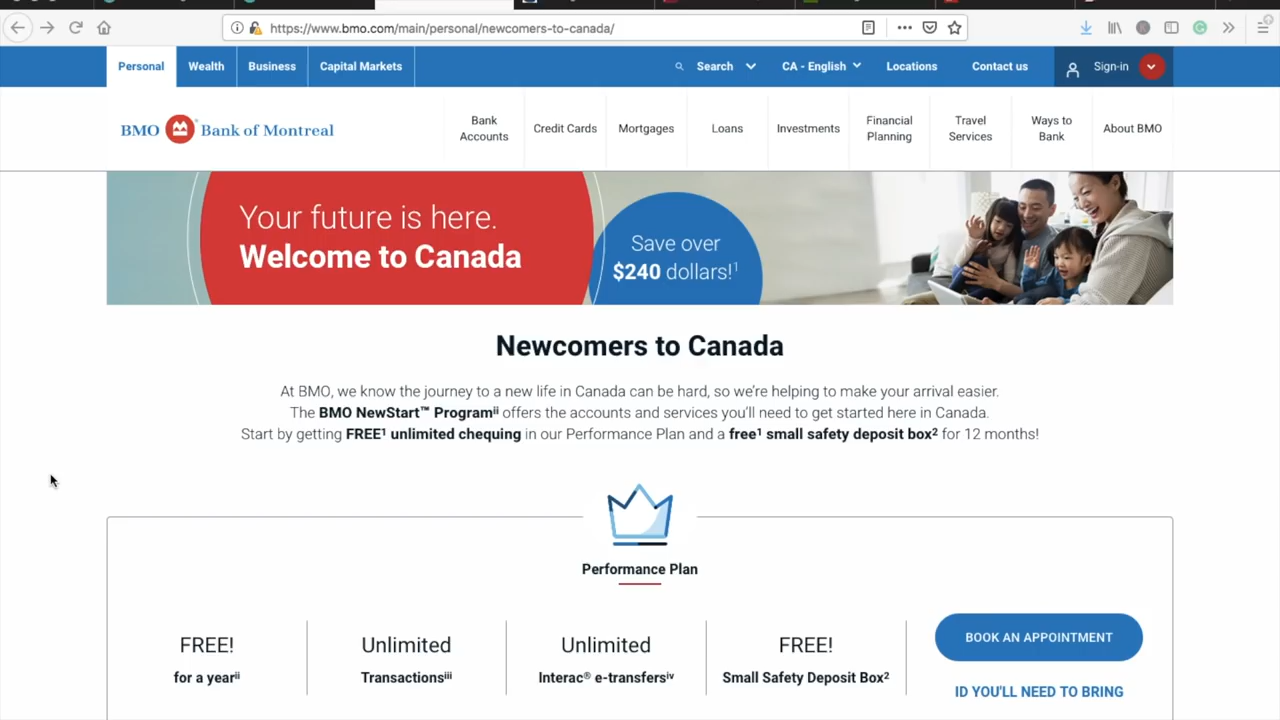 https://www.bmo.com/main/personal/newcomers-to-canada/
Personal
Wealth
Business
Capital Markets
Search
CA - English
Locations
Contact us
Sign-in
BMO Bank of Montreal
Bank
Accounts
Credit Cards
Mortgages
Loans
Investments
Financial
Planning
Travel
Services
Ways to
Bank
About BMO
Your future is here.
Welcome to Canada
Save over
$240 dollars!¹
Newcomers to Canada
At BMO, we know the journey to a new life in Canada can be hard, so we're helping to make your arrival easier.
The BMO NewStart™ Programⁱⁱ offers the accounts and services you'll need to get started here in Canada.
Start by getting FREE¹ unlimited chequing in our Performance Plan and a free¹ small safety deposit box² for 12 months!
Performance Plan
FREE!
for a yearⁱⁱ
Unlimited
Transactionsⁱⁱⁱ
Unlimited
Interac® e-transfersⁱᵛ
FREE!
Small Safety Deposit Box²
BOOK AN APPOINTMENT
ID YOU'LL NEED TO BRING